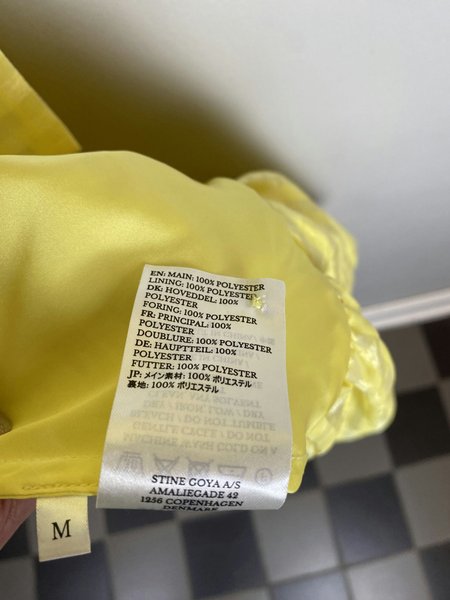 EN: MAIN: 100% POLYESTER
LINING: 100% POLYESTER
DK: HOVEDDEL: 100%
POLYESTER
FORING: 100% POLYESTER
FR: PRINCIPAL: 100%
POLYESTER
DOUBLURE: 100% POLYESTER
DE: HAUPTTEIL: 100%
POLYESTER
FUTTER: 100% POLYESTER
JP: メイン素材: 100% ポリエステル
裏地: 100% ポリエステル
STINE GOYA A/S
AMALIEGADE 42
1256 COPENHAGEN
DENMARK
M